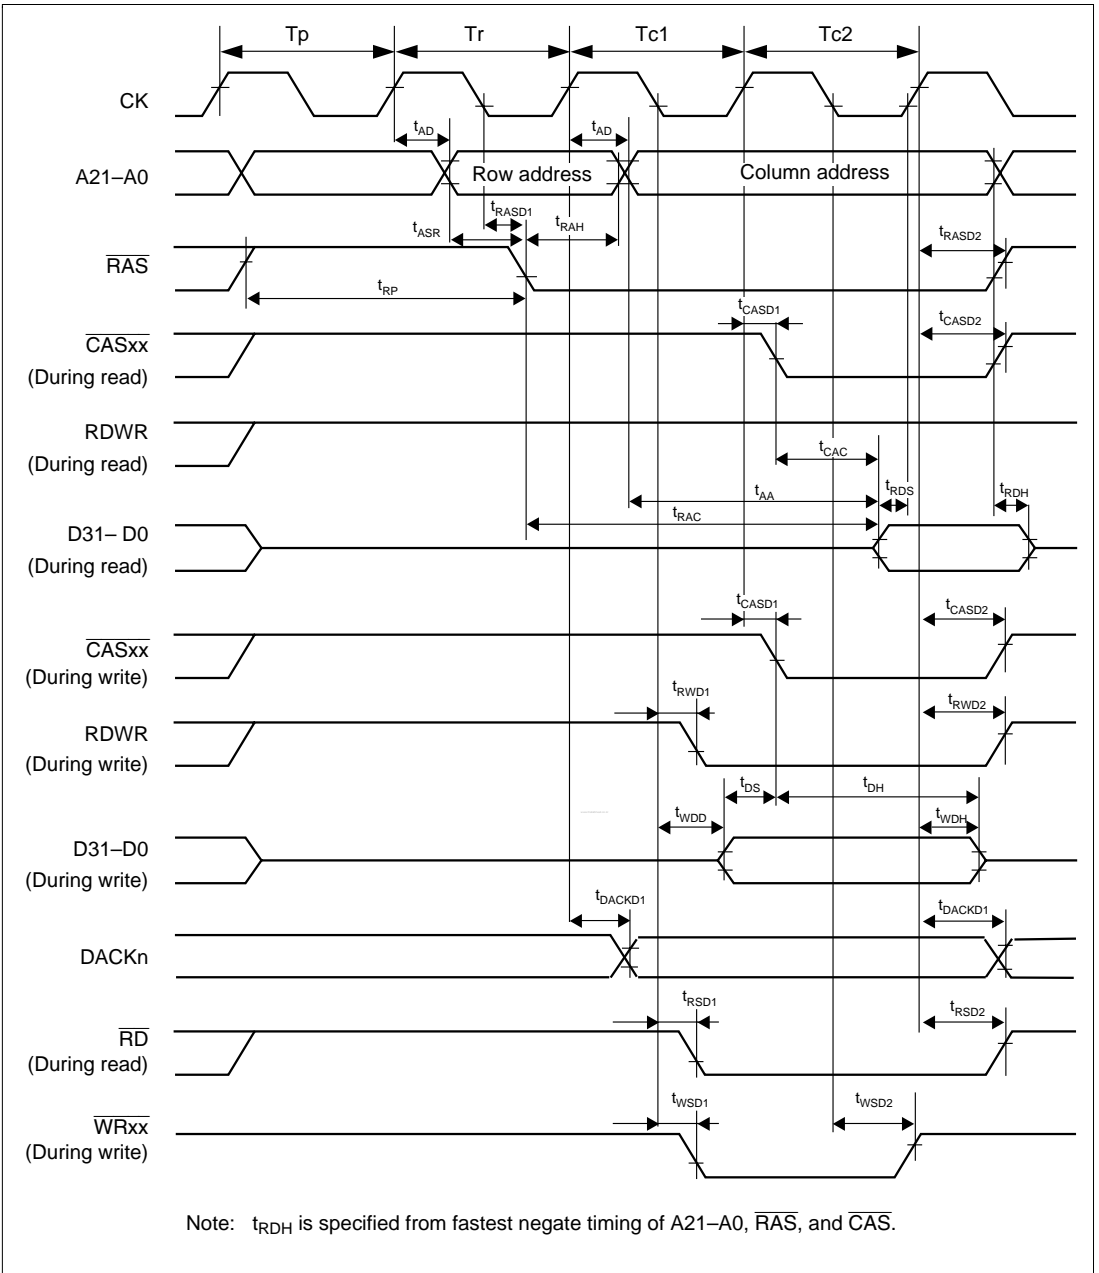 Tp Tr Tc1 Tc2
CK
tAD tAD
A21–A0 Row address Column address
tRASD1
tASR tRAH tRASD2
RAS
tRP
tCASD1 tCASD2
CASxx
(During read)
RDWR
(During read)
tCAC
tAA tRDS tRDH
tRAC
D31– D0
(During read)
tCASD1 tCASD2
CASxx
(During write)
tRWD1 tRWD2
RDWR
(During write)
tDS tDH
tWDD tWDH
D31–D0
(During write)
tDACKD1 tDACKD1
DACKn
tRSD1 tRSD2
RD
(During read)
tWSD1 tWSD2
WRxx
(During write)
Note: tRDH is specified from fastest negate timing of A21–A0, RAS, and CAS.